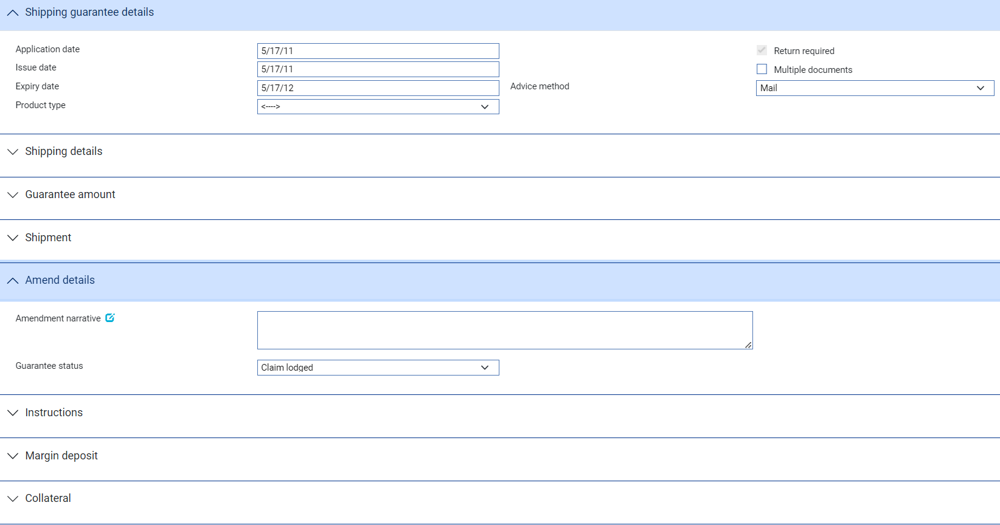 Shipping guarantee details
Application date 5/17/11 Return required
Issue date 5/17/11 Multiple documents
Expiry date 5/17/12 Advice method Mail
Product type <---->
Shipping details
Guarantee amount
Shipment
Amend details
Amendment narrative
Guarantee status Claim lodged
Instructions
Margin deposit
Collateral